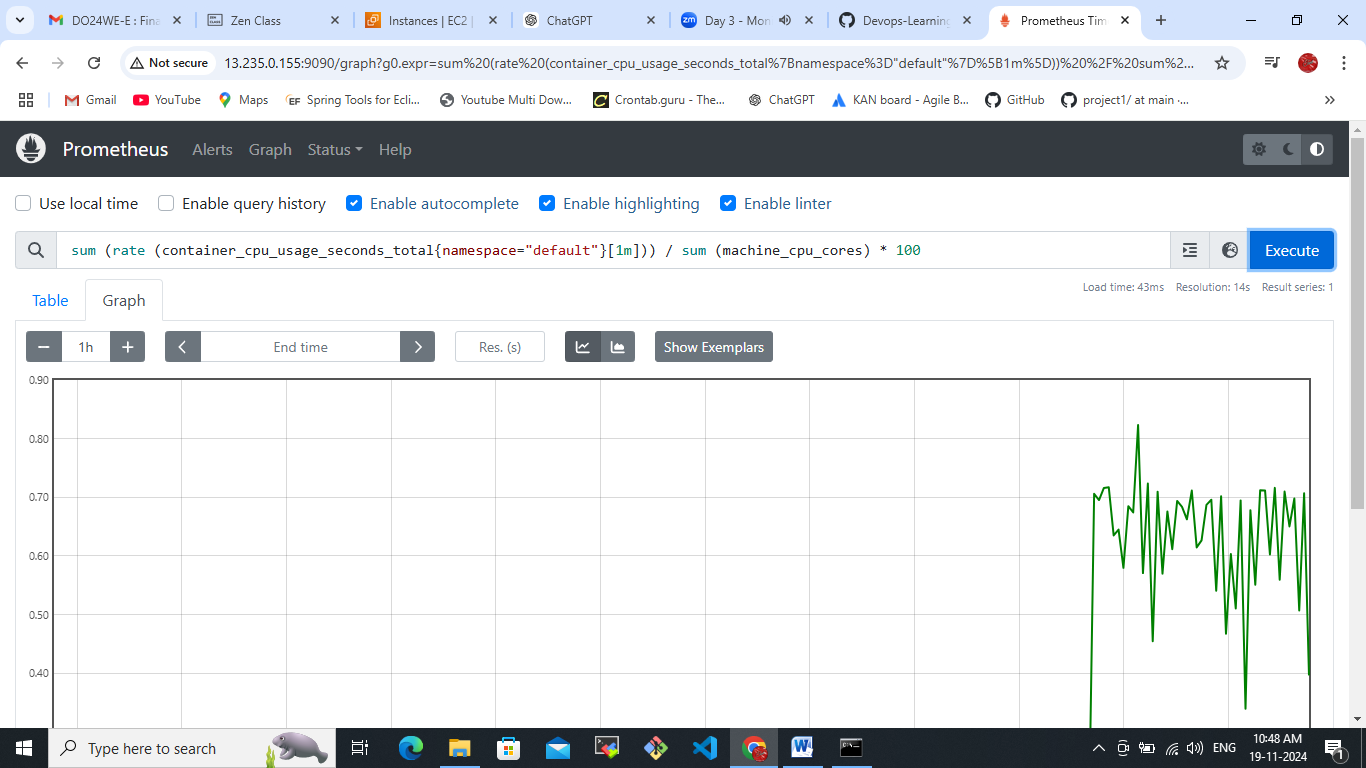 DO24WE-E : Fina
Zen Class
Instances | EC2 |
ChatGPT
Day 3 - Mon
Devops-Learning
Prometheus Tim
Not secure
13.235.0.155:9090/graph?g0.expr=sum%20(rate%20(container_cpu_usage_seconds_total%7Bnamespace%3D"default"%7D%5B1m%5D))%20%2F%20sum%2...
Gmail
YouTube
Maps
Spring Tools for Ecli...
Youtube Multi Dow...
Crontab.guru - The...
ChatGPT
KAN board - Agile B...
GitHub
project1/ at main ·...
Prometheus
Alerts
Graph
Status
Help
Use local time
Enable query history
Enable autocomplete
Enable highlighting
Enable linter
sum (rate (container_cpu_usage_seconds_total{namespace="default"}[1m])) / sum (machine_cpu_cores) * 100
Execute
Table
Graph
Load time: 43ms
Resolution: 14s
Result series: 1
1h
End time
Res. (s)
Show Exemplars
0.90
0.80
0.70
0.60
0.50
0.40
Type here to search
ENG
10:48 AM
19-11-2024
1